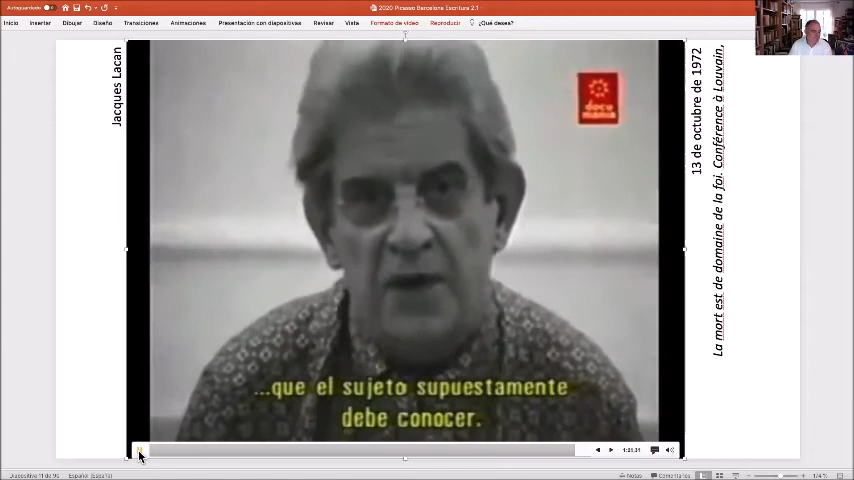 Autoguardado
2020 Picasso Barcelona Escritura 2.1
Inicio Insertar Dibujar Diseño Transiciones Animaciones Presentación con diapositivas Revisar Vista Formato de vídeo Reproducir ¿Qué desea?
Jacques Lacan
docu
mania
...que el sujeto supuestamente
debe conocer.
13 de octubre de 1972
La mort est de domaine de la foi. Conférence à Louvain,
Español (España)
Notas Comentarios